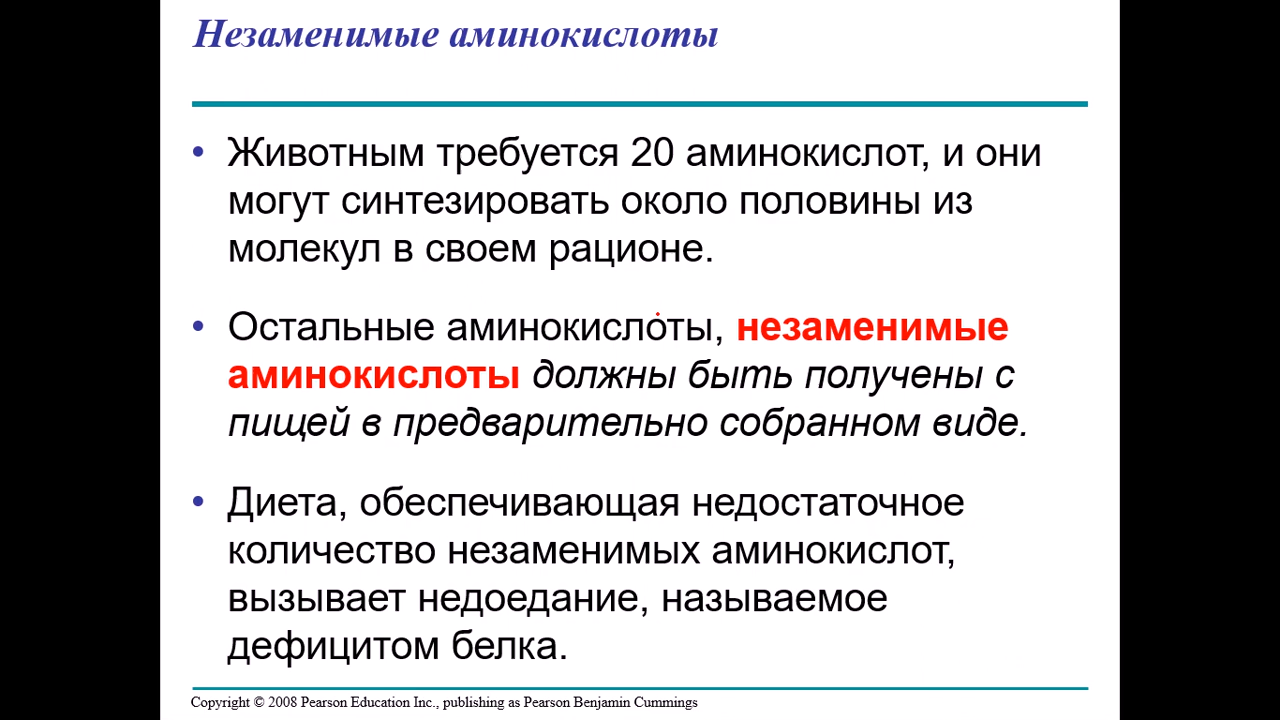 Незаменимые аминокислоты
• Животным требуется 20 аминокислот, и они
могут синтезировать около половины из
молекул в своем рационе.
• Остальные аминокислоты, незаменимые
аминокислоты должны быть получены с
пищей в предварительно собранном виде.
• Диета, обеспечивающая недостаточное
количество незаменимых аминокислот,
вызывает недоедание, называемое
дефицитом белка.
Copyright © 2008 Pearson Education Inc., publishing as Pearson Benjamin Cummings